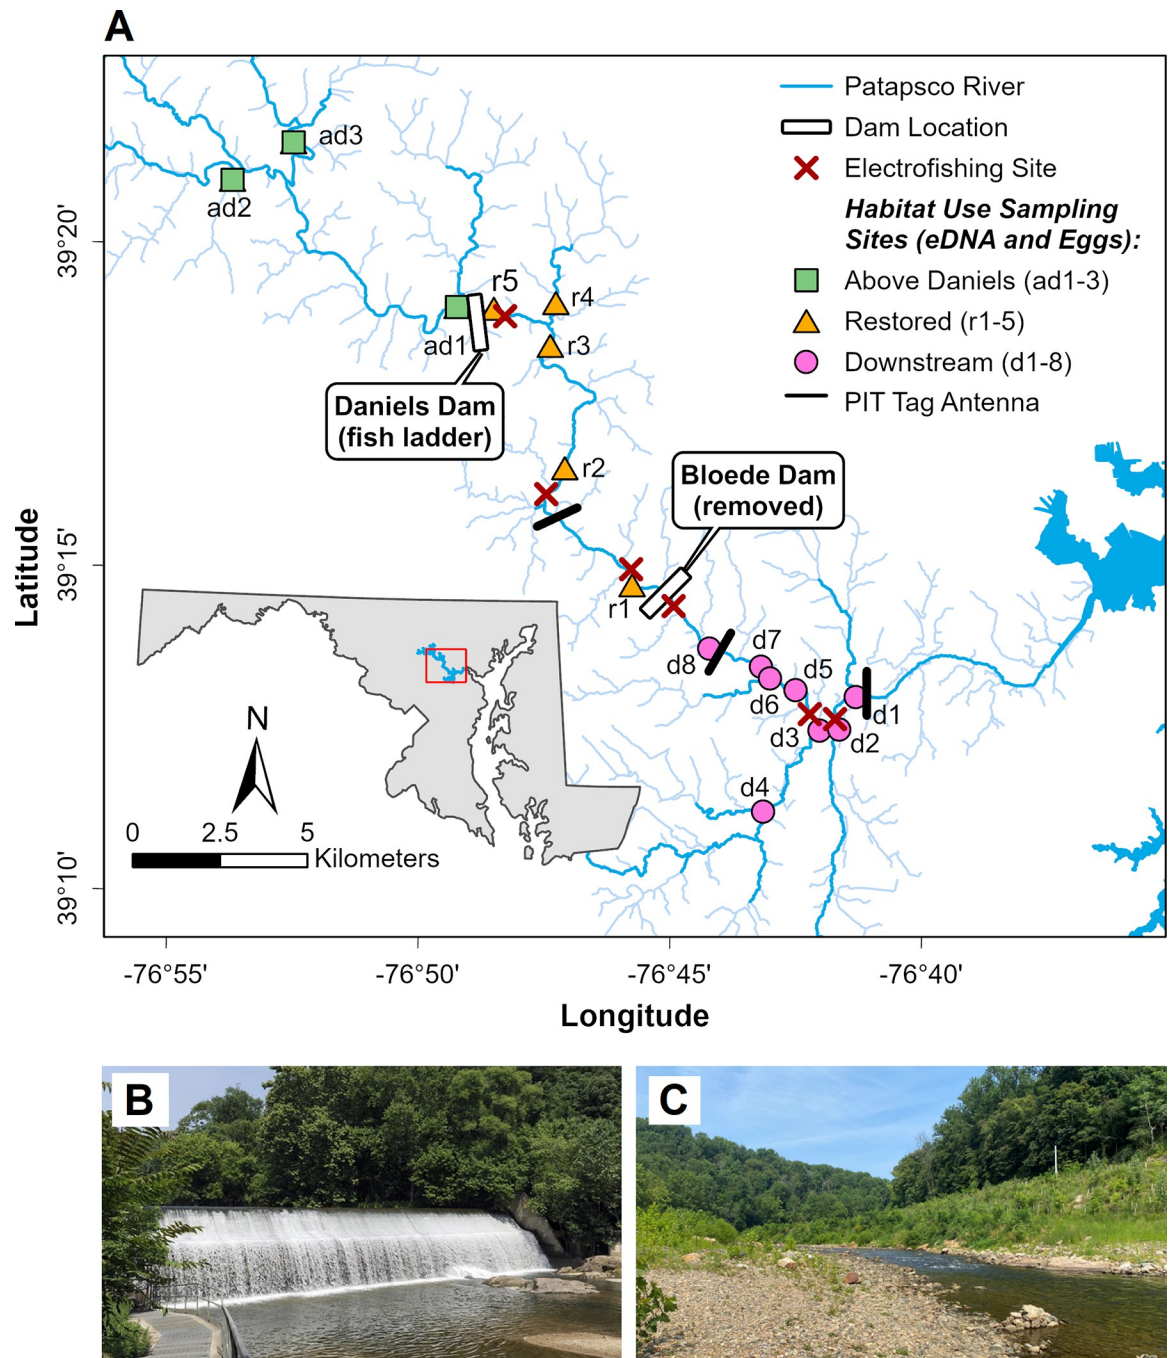 A
Patapsco River
Dam Location
Electrofishing Site
Habitat Use Sampling
Sites (eDNA and Eggs):
Above Daniels (ad1-3)
Restored (r1-5)
Downstream (d1-8)
PIT Tag Antenna
ad3
ad2
r5
r4
ad1
r3
Daniels Dam
(fish ladder)
r2
Bloede Dam
(removed)
r1
d7
d8
d5
d6
d1
d3
d2
d4
N
0 2.5 5
Kilometers
39°20'
39°15'
39°10'
Latitude
-76°55'
-76°50'
-76°45'
-76°40'
Longitude
B
C